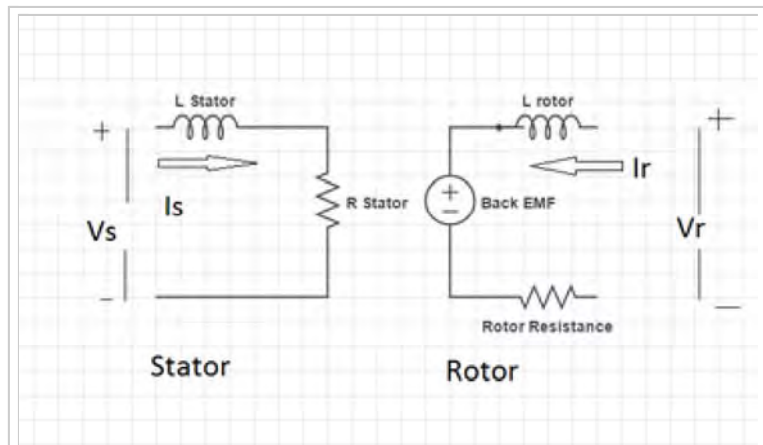 L Stator
L rotor
+
+
Is
Ir
R Stator
+
−
Back EMF
Vs
Vr
−
−
Rotor Resistance
Stator
Rotor